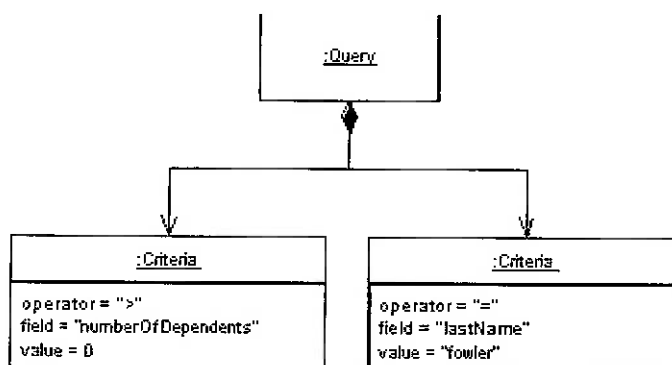 :Query
:Criteria
operator = ">"
field = "numberOfDependents"
value = 0
:Criteria
operator = "="
field = "lastName"
value = "fowler"